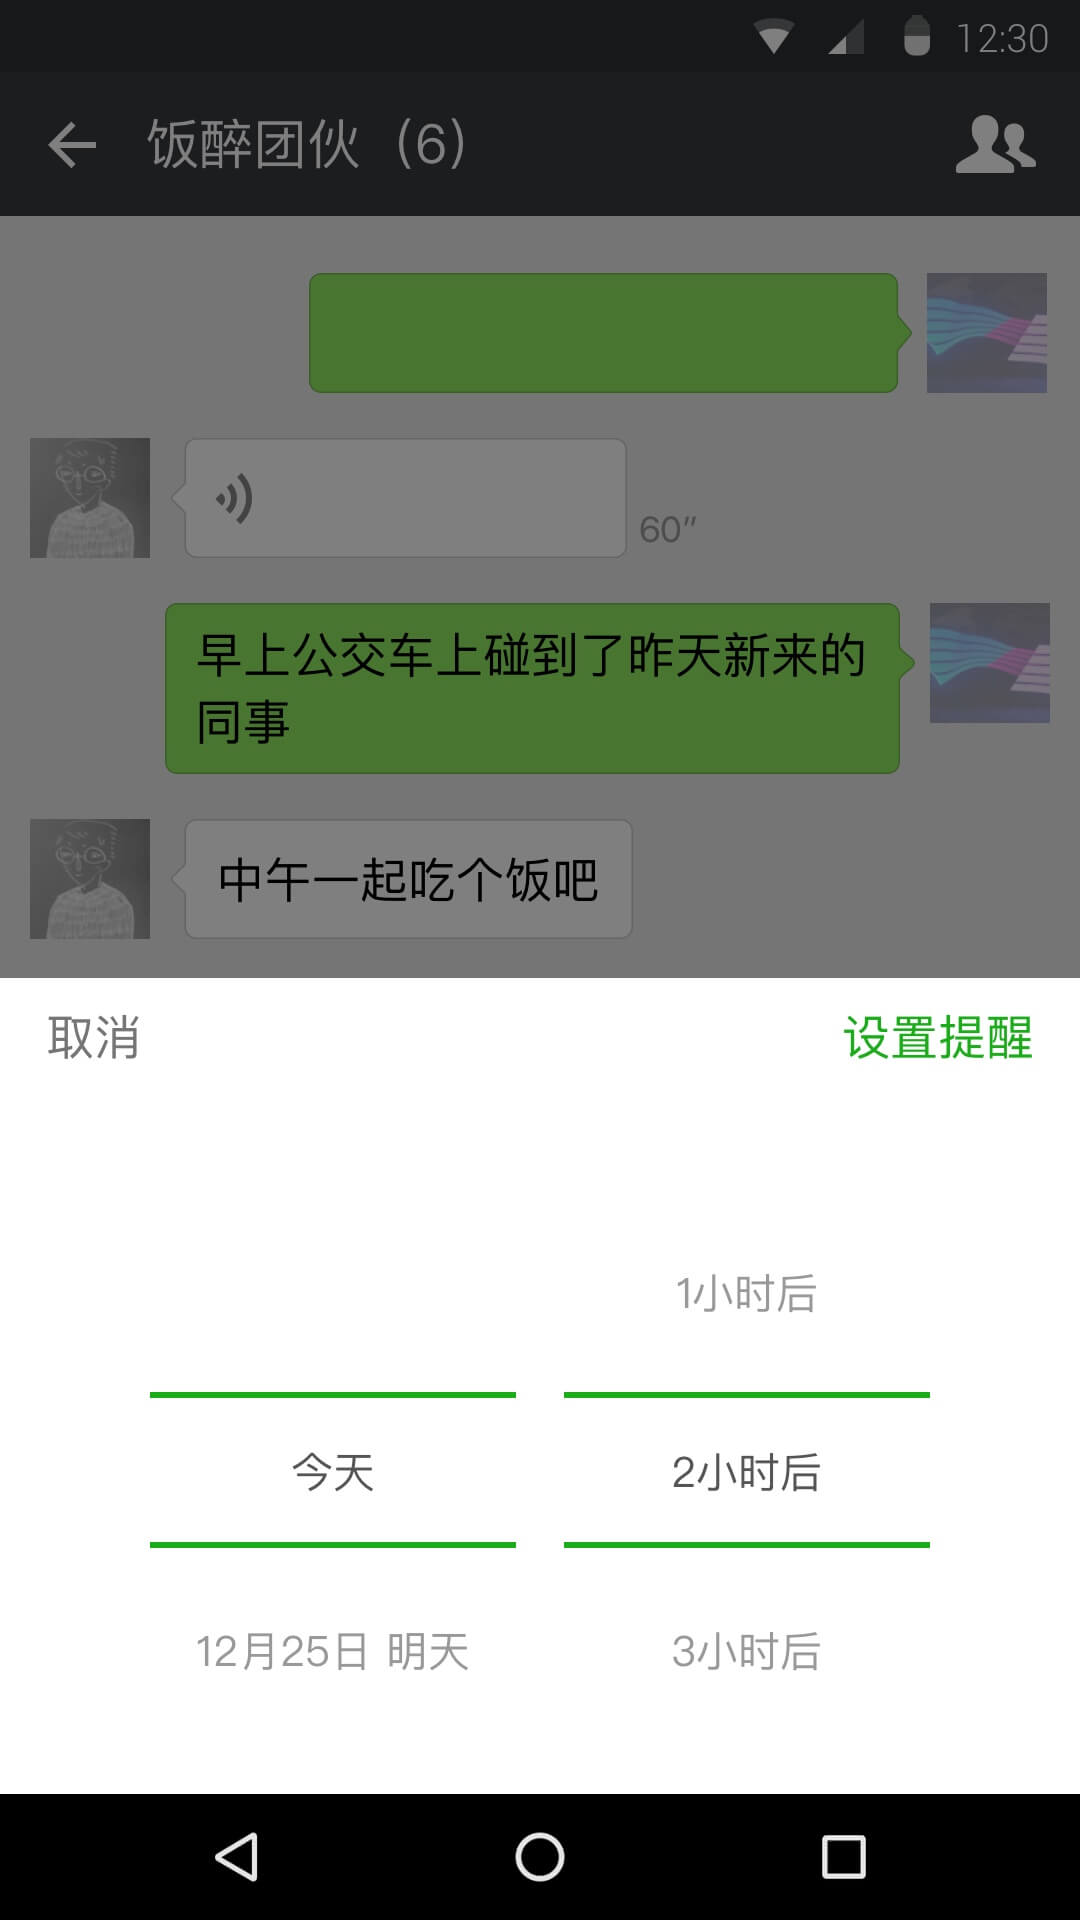 12:30
饭醉团伙（6）
60″
早上公交车上碰到了昨天新来的
同事
中午一起吃个饭吧
取消
设置提醒
1小时后
今天
2小时后
12月25日 明天
3小时后